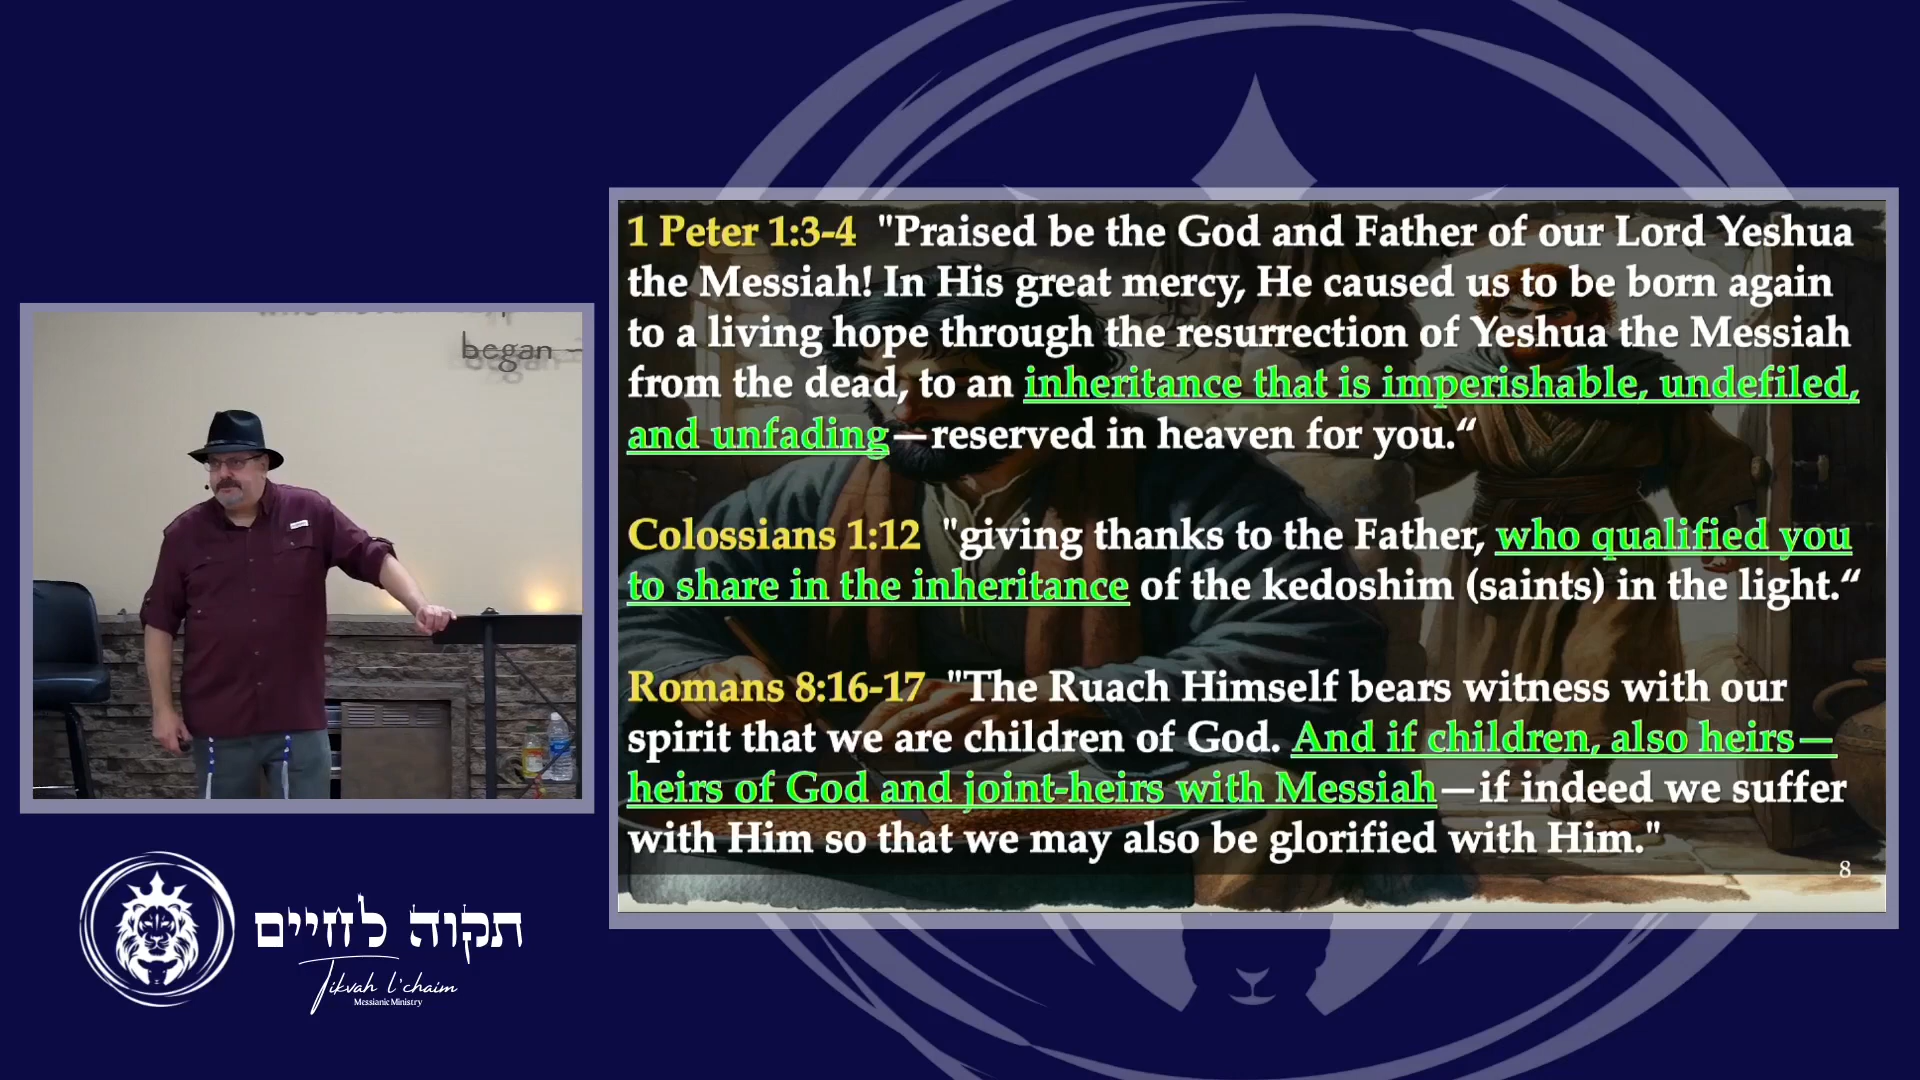 began
1 Peter 1:3-4 "Praised be the God and Father of our Lord Yeshua
the Messiah! In His great mercy, He caused us to be born again
to a living hope through the resurrection of Yeshua the Messiah
from the dead, to an inheritance that is imperishable, undefiled,
and unfading—reserved in heaven for you.“
Colossians 1:12 "giving thanks to the Father, who qualified you
to share in the inheritance of the kedoshim (saints) in the light.“
Romans 8:16-17 "The Ruach Himself bears witness with our
spirit that we are children of God. And if children, also heirs—
heirs of God and joint-heirs with Messiah—if indeed we suffer
with Him so that we may also be glorified with Him."
8
תקוה לחיים
Tikvah l'chaim
Messianic Ministry